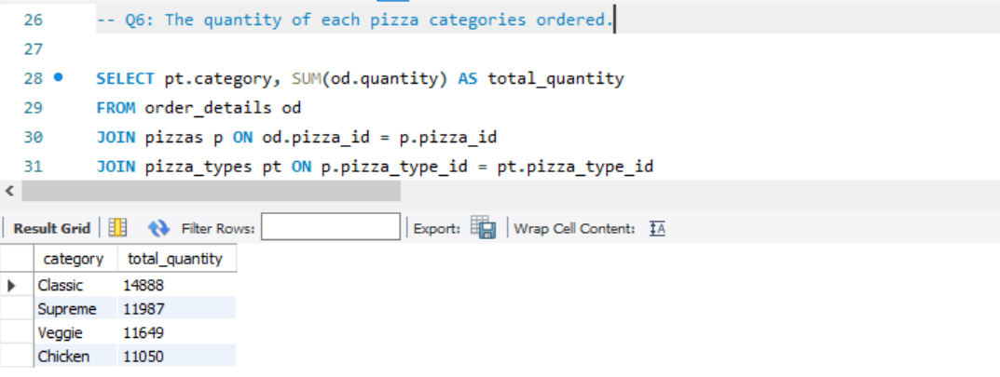 26 -- Q6: The quantity of each pizza categories ordered.
27
28 SELECT pt.category, SUM(od.quantity) AS total_quantity
29 FROM order_details od
30 JOIN pizzas p ON od.pizza_id = p.pizza_id
31 JOIN pizza_types pt ON p.pizza_type_id = pt.pizza_type_id
Result Grid Filter Rows: Export: Wrap Cell Content: IA
category total_quantity
Classic 14888
Supreme 11987
Veggie 11649
Chicken 11050